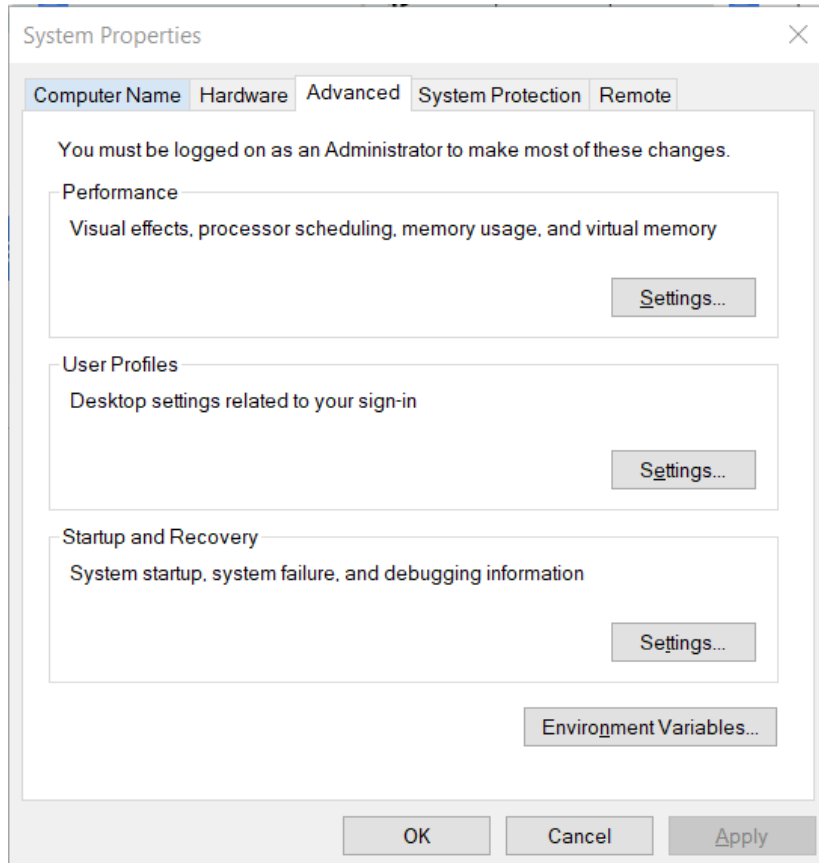 System Properties
Computer Name Hardware Advanced System Protection Remote
You must be logged on as an Administrator to make most of these changes.
Performance
Visual effects, processor scheduling, memory usage, and virtual memory
Settings...
User Profiles
Desktop settings related to your sign-in
Settings...
Startup and Recovery
System startup, system failure, and debugging information
Settings...
Environment Variables...
OK Cancel Apply